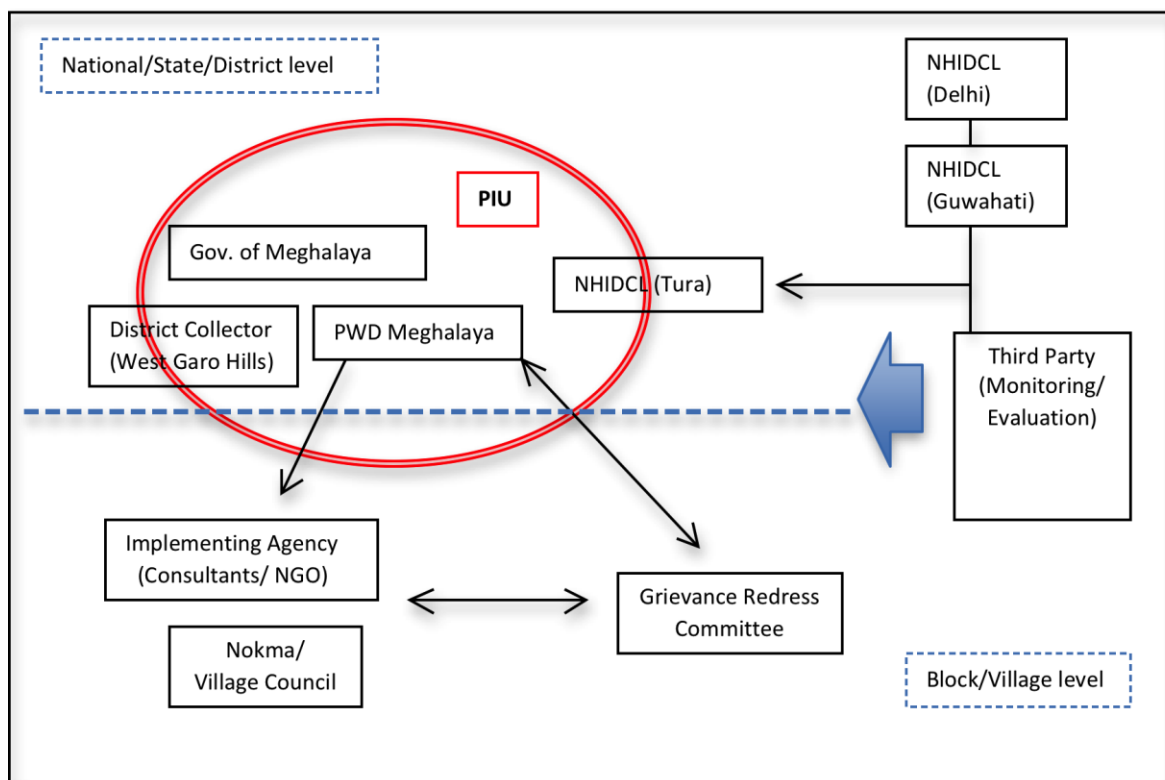 National/State/District level
NHIDCL
(Delhi)
NHIDCL
(Guwahati)
PIU
Gov. of Meghalaya
NHIDCL (Tura)
District Collector
(West Garo Hills)
PWD Meghalaya
Third Party
(Monitoring/
Evaluation)
Implementing Agency
(Consultants/ NGO)
Grievance Redress
Committee
Nokma/
Village Council
Block/Village level